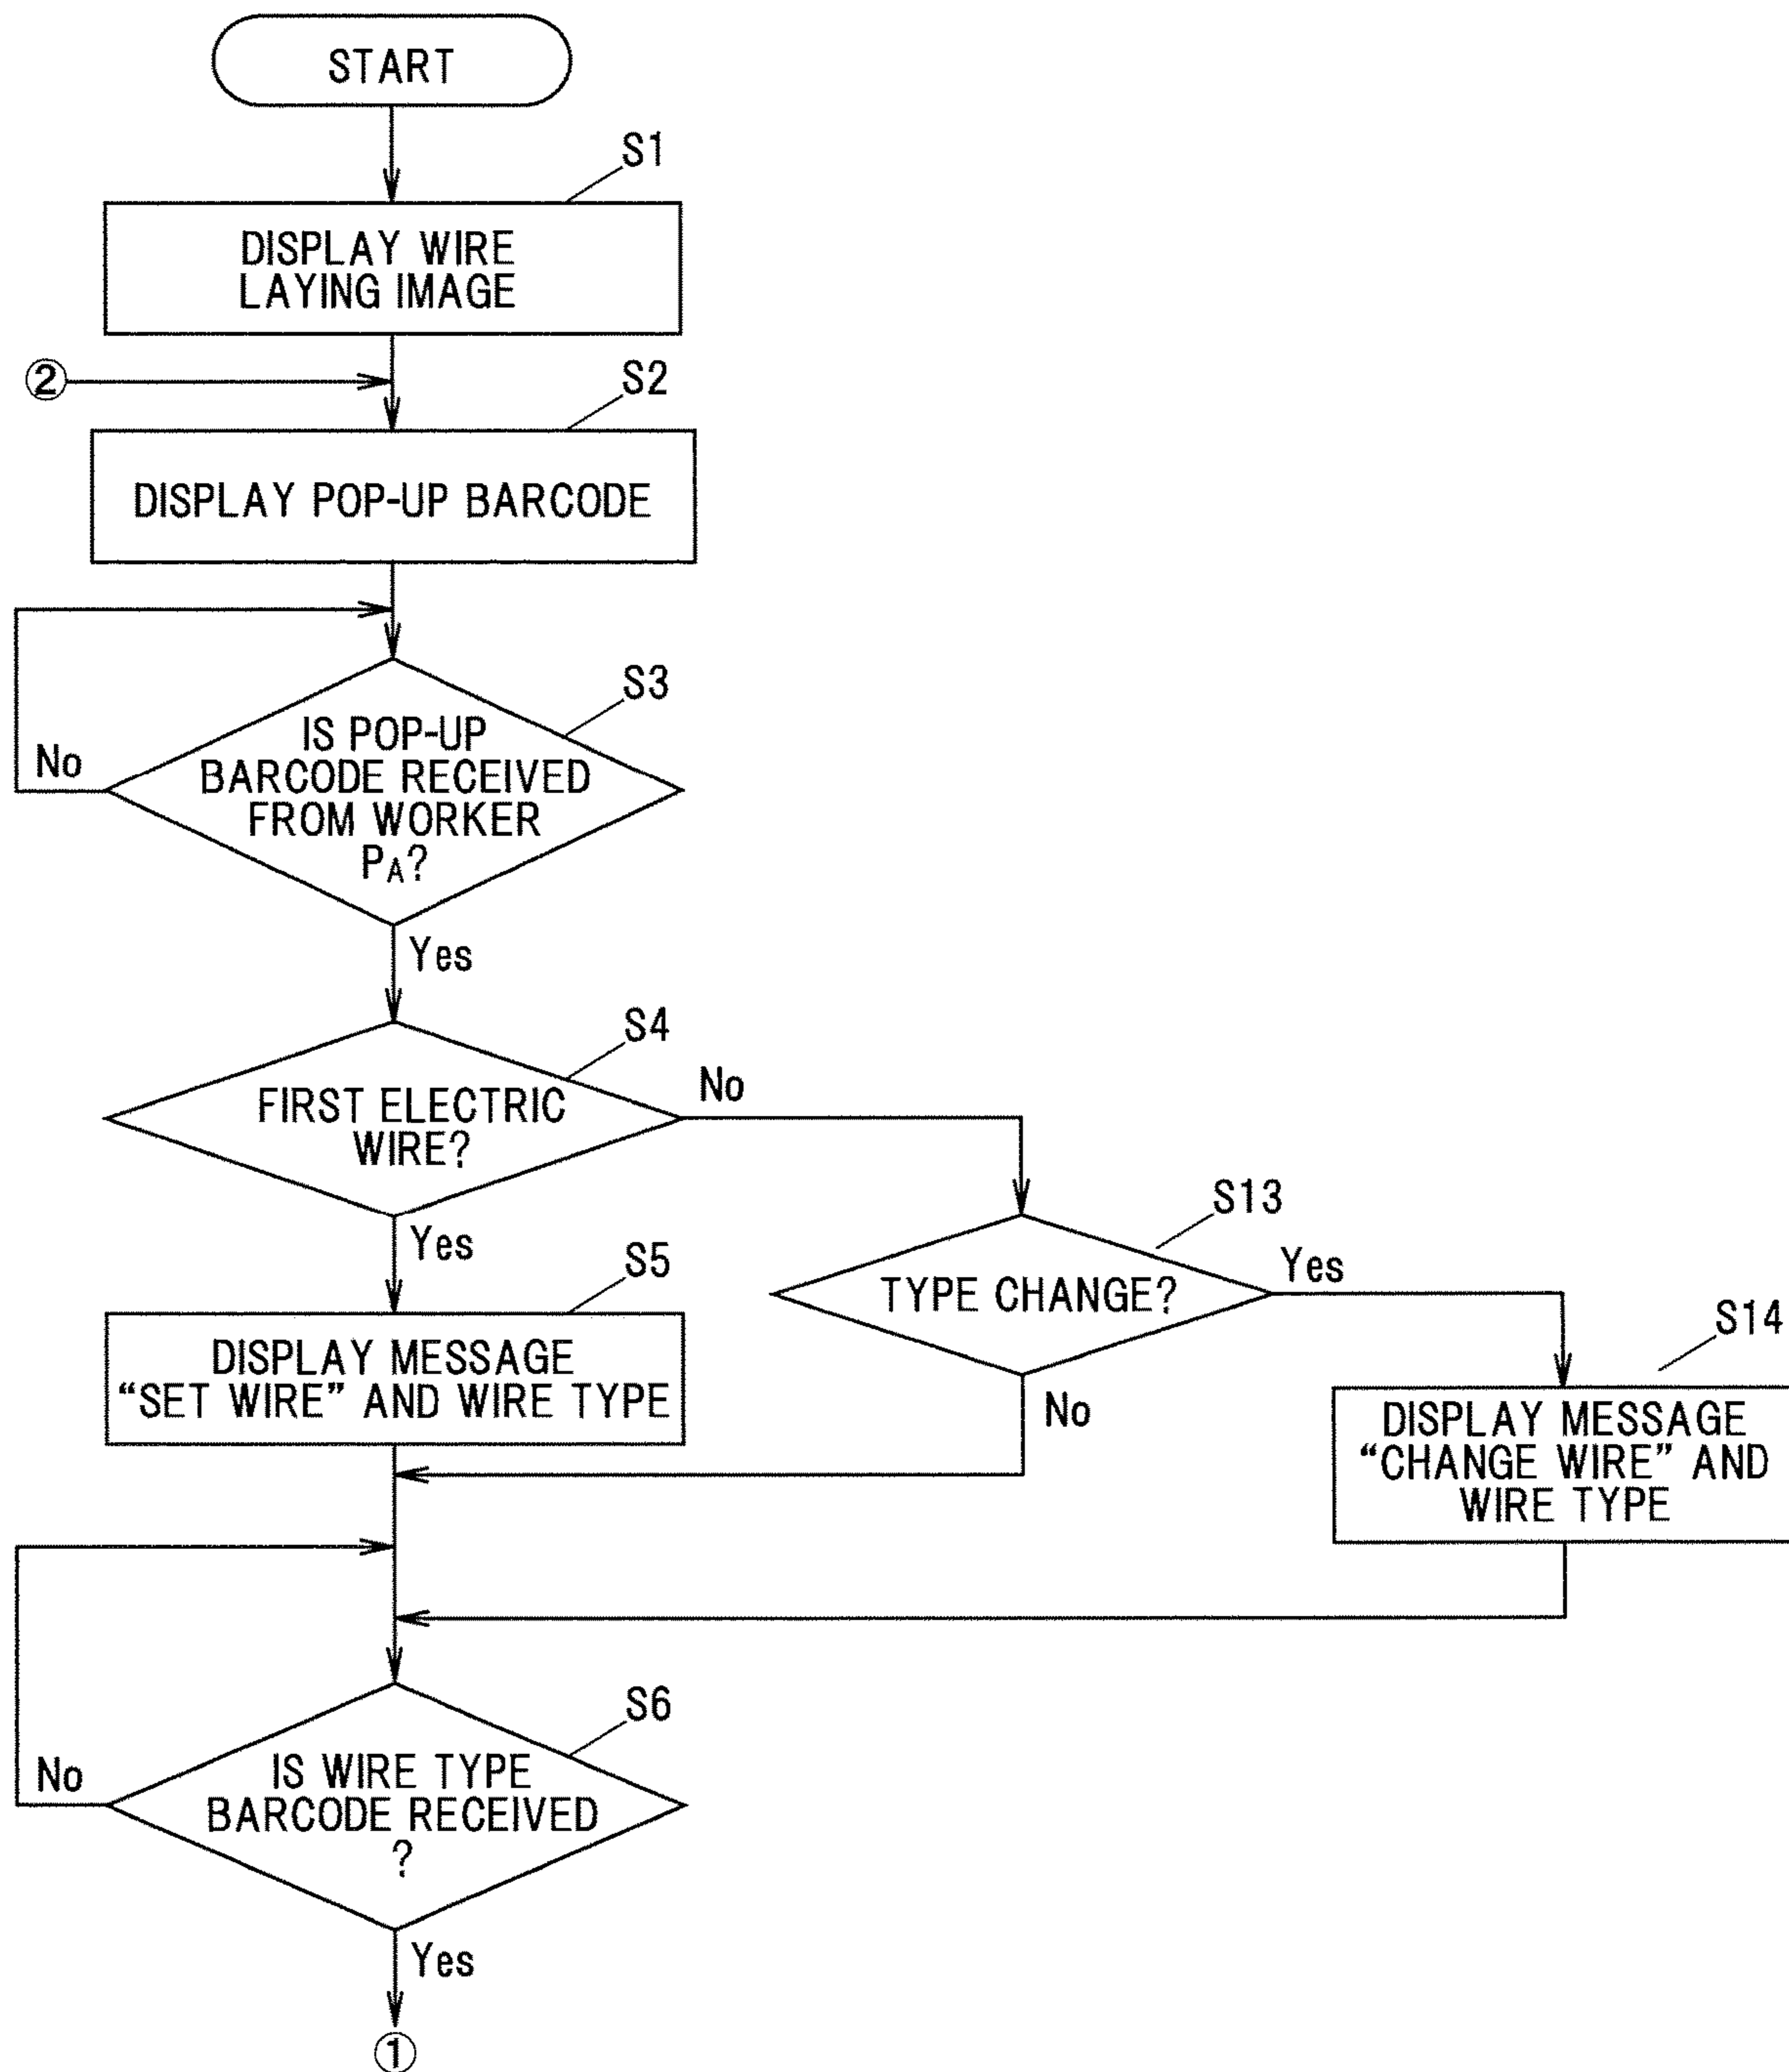 START
S1
DISPLAY WIRE
LAYING IMAGE
②
S2
DISPLAY POP-UP BARCODE
S3
IS POP-UP
BARCODE RECEIVED
FROM WORKER
PA?
No
Yes
S4
FIRST ELECTRIC
WIRE?
No
Yes
S13
TYPE CHANGE?
Yes
No
S5
DISPLAY MESSAGE
“SET WIRE” AND WIRE TYPE
S14
DISPLAY MESSAGE
“CHANGE WIRE” AND
WIRE TYPE
S6
IS WIRE TYPE
BARCODE RECEIVED
?
No
Yes
①